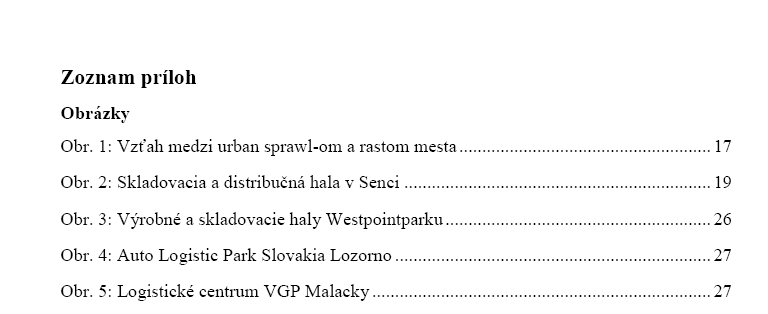 Zoznam príloh
Obrázky
Obr. 1: Vzťah medzi urban sprawl-om a rastom mesta........................................................ 17
Obr. 2: Skladovacia a distribučná hala v Senci .................................................................... 19
Obr. 3: Výrobné a skladovacie haly Westpointparku........................................................... 26
Obr. 4: Auto Logistic Park Slovakia Lozorno...................................................................... 27
Obr. 5: Logistické centrum VGP Malacky........................................................................... 27